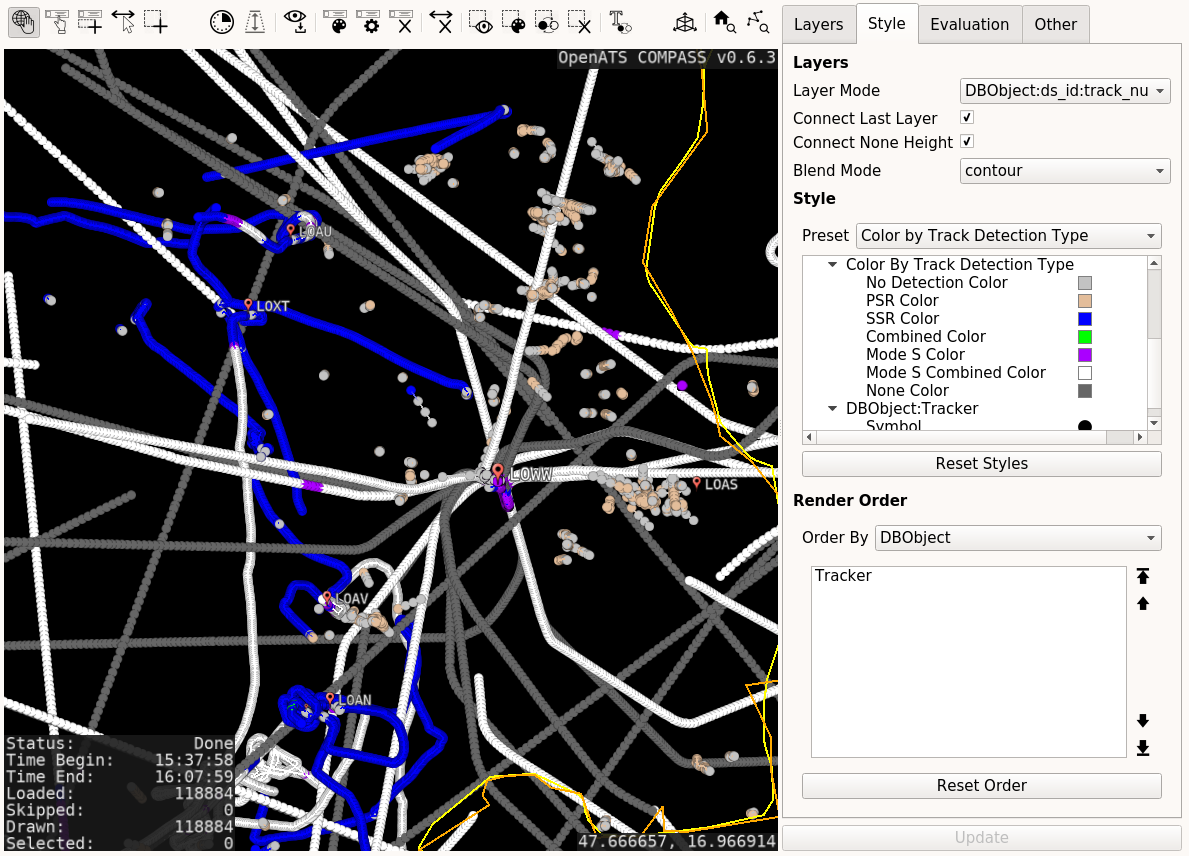 Layers
Style
Evaluation
Other
OpenATS COMPASS v0.6.3
LOAU
LOXT
LOWW
LOAS
LOAV
LOAN
Status: Done
Time Begin: 15:37:58
Time End: 16:07:59
Loaded: 118884
Skipped: 0
Drawn: 118884
Selected: 0
47.666657, 16.966914
Layers
Layer Mode DBObject:ds_id:track_nu
Connect Last Layer
Connect None Height
Blend Mode contour
Style
Preset Color by Track Detection Type
Color By Track Detection Type
No Detection Color
PSR Color
SSR Color
Combined Color
Mode S Color
Mode S Combined Color
None Color
DBObject:Tracker
Symbol
Reset Styles
Render Order
Order By DBObject
Tracker
Reset Order
Update